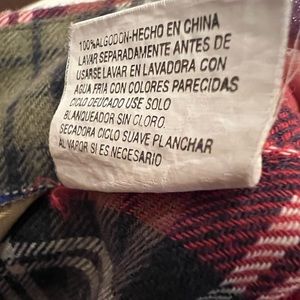 100%ALGODON-HECHO EN CHINA
LAVAR SEPARADAMENTE ANTES DE
USARSE LAVAR EN LAVADORA CON
AGUA FRIA CON COLORES PARECIDAS
CICLO DELICADO USE SOLO
BLANQUEADOR SIN CLORO.
SECADORA CICLO SUAVE PLANCHAR
AL VAPOR SI ES NECESARIO